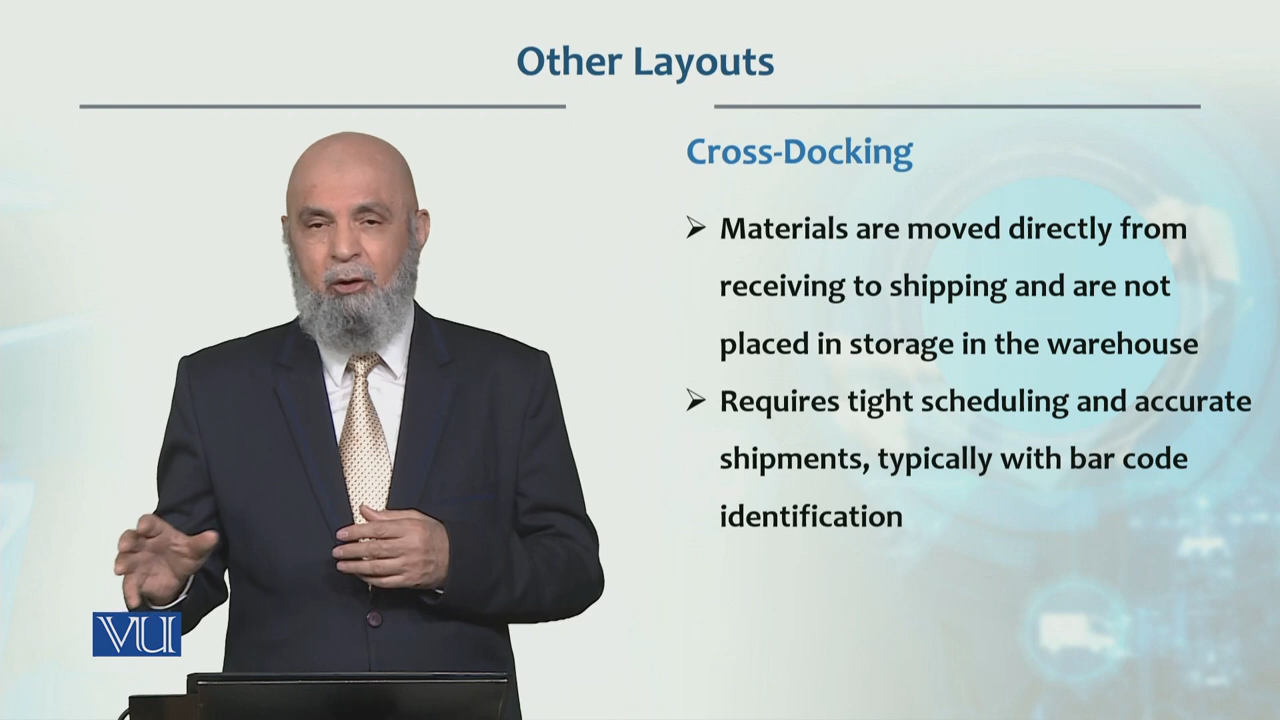 Other Layouts
Cross-Docking
Materials are moved directly from
receiving to shipping and are not
placed in storage in the warehouse
Requires tight scheduling and accurate
shipments, typically with bar code
identification
VU